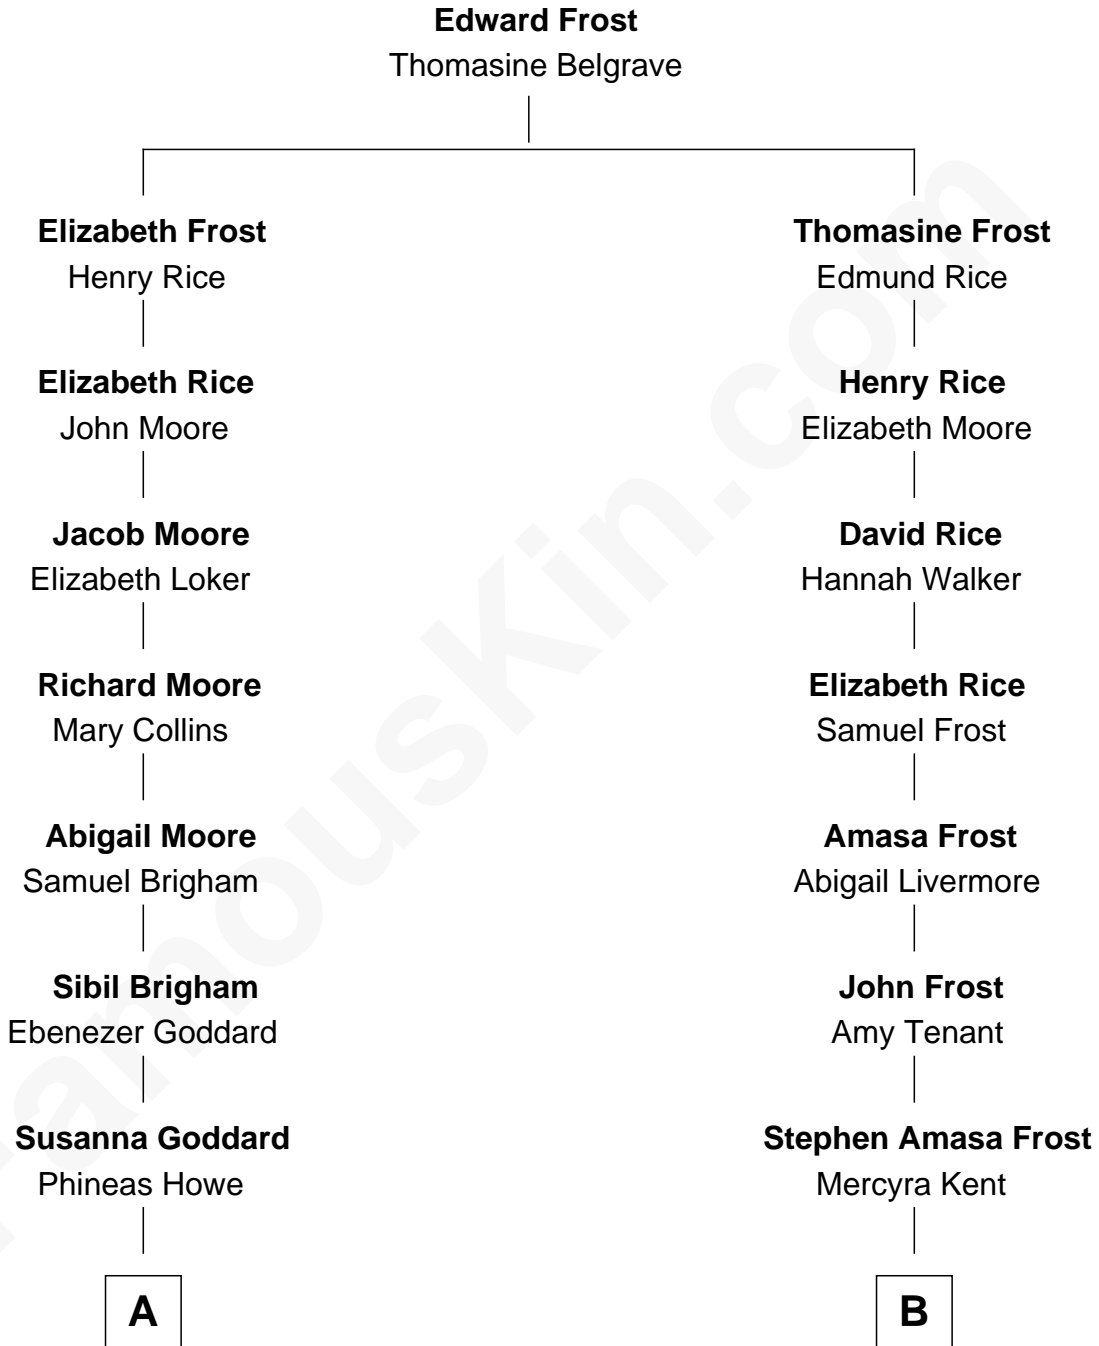 Edward Frost
Thomasine Belgrave
Elizabeth Frost
Henry Rice
Thomasine Frost
Edmund Rice
Elizabeth Rice
John Moore
Henry Rice
Elizabeth Moore
Jacob Moore
Elizabeth Loker
David Rice
Hannah Walker
Richard Moore
Mary Collins
Elizabeth Rice
Samuel Frost
Abigail Moore
Samuel Brigham
Amasa Frost
Abigail Livermore
Sibil Brigham
Ebenezer Goddard
John Frost
Amy Tenant
Susanna Goddard
Phineas Howe
Stephen Amasa Frost
Mercyra Kent
A
B
FamousKin.com